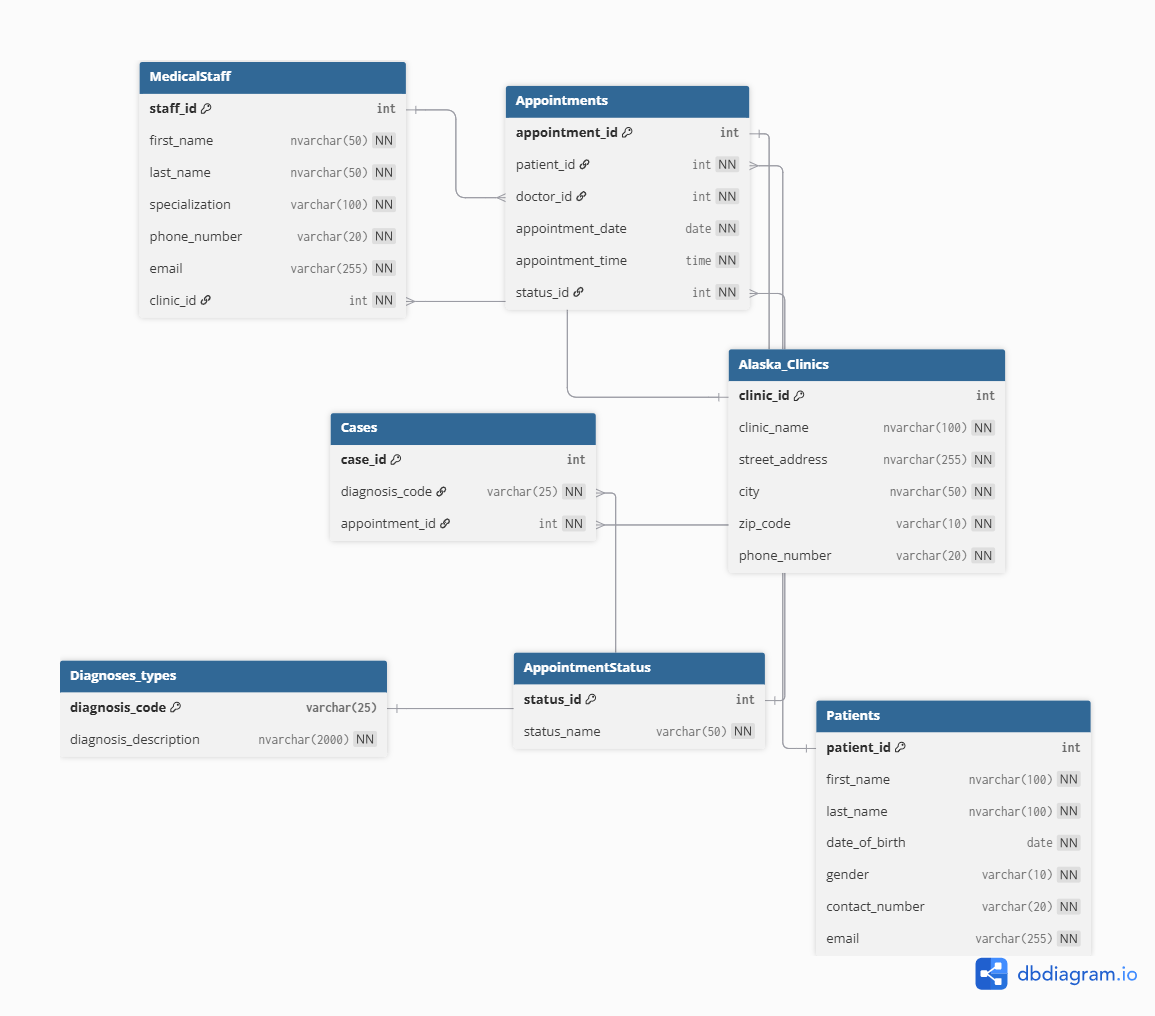 MedicalStaff
staff_id int
first_name nvarchar(50) NN
last_name nvarchar(50) NN
specialization varchar(100) NN
phone_number varchar(20) NN
email varchar(255) NN
clinic_id int NN
Appointments
appointment_id int
patient_id int NN
doctor_id int NN
appointment_date date NN
appointment_time time NN
status_id int NN
Alaska_Clinics
clinic_id int
clinic_name nvarchar(100) NN
street_address nvarchar(255) NN
city nvarchar(50) NN
zip_code varchar(10) NN
phone_number varchar(20) NN
Cases
case_id int
diagnosis_code varchar(25) NN
appointment_id int NN
Diagnoses_types
diagnosis_code varchar(25)
diagnosis_description nvarchar(2000) NN
AppointmentStatus
status_id int
status_name varchar(50) NN
Patients
patient_id int
first_name nvarchar(100) NN
last_name nvarchar(100) NN
date_of_birth date NN
gender varchar(10) NN
contact_number varchar(20) NN
email varchar(255) NN
dbdiagram.io